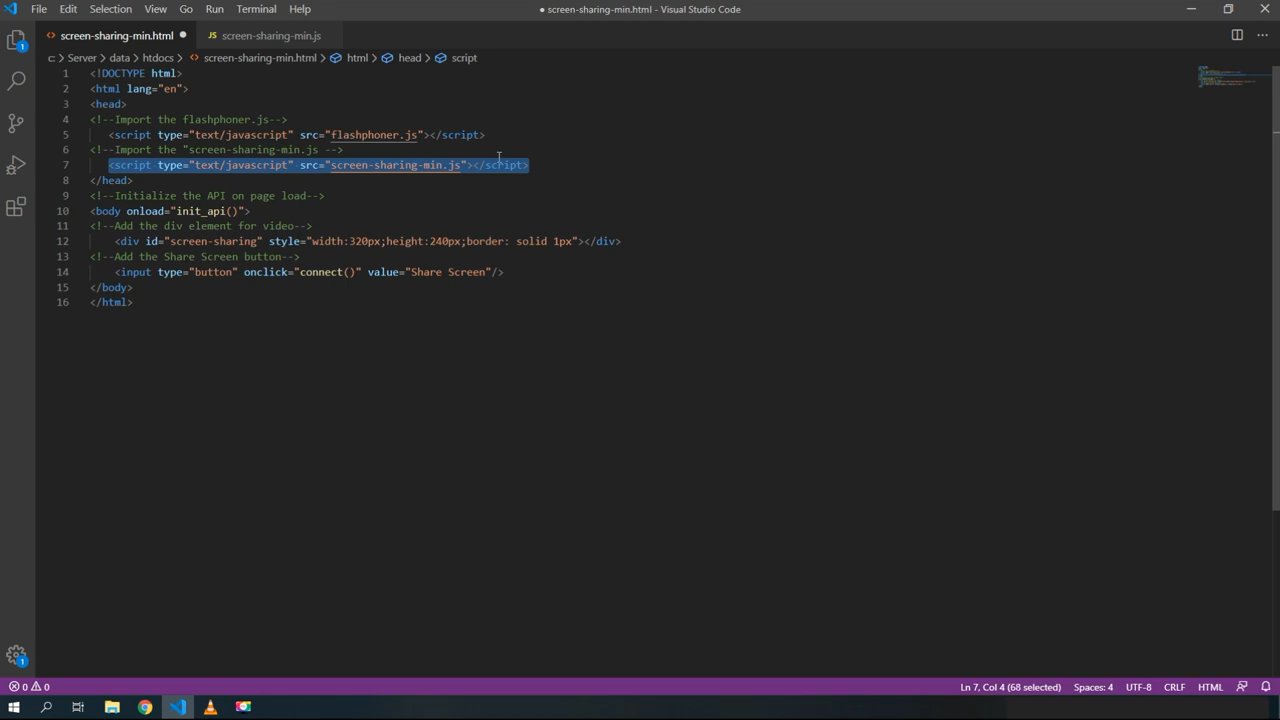 File Edit Selection View Go Run Terminal Help
● screen-sharing-min.html - Visual Studio Code
screen-sharing-min.html ●
JS screen-sharing-min.js
c: > Server > data > htdocs > screen-sharing-min.html > html > head > script
1 <!DOCTYPE html>
2 <html lang="en">
3 <head>
4 <!--Import the flashphoner.js-->
5 <script type="text/javascript" src="flashphoner.js"></script>
6 <!--Import the "screen-sharing-min.js -->
7 <script type="text/javascript" src="screen-sharing-min.js"></script>
8 </head>
9 <!--Initialize the API on page load-->
10 <body onload="init_api()">
11 <!--Add the div element for video-->
12 <div id="screen-sharing" style="width:320px;height:240px;border: solid 1px"></div>
13 <!--Add the Share Screen button-->
14 <input type="button" onclick="connect()" value="Share Screen"/>
15 </body>
16 </html>
1
1
0 0
Ln 7, Col 4 (68 selected) Spaces: 4 UTF-8 CRLF HTML